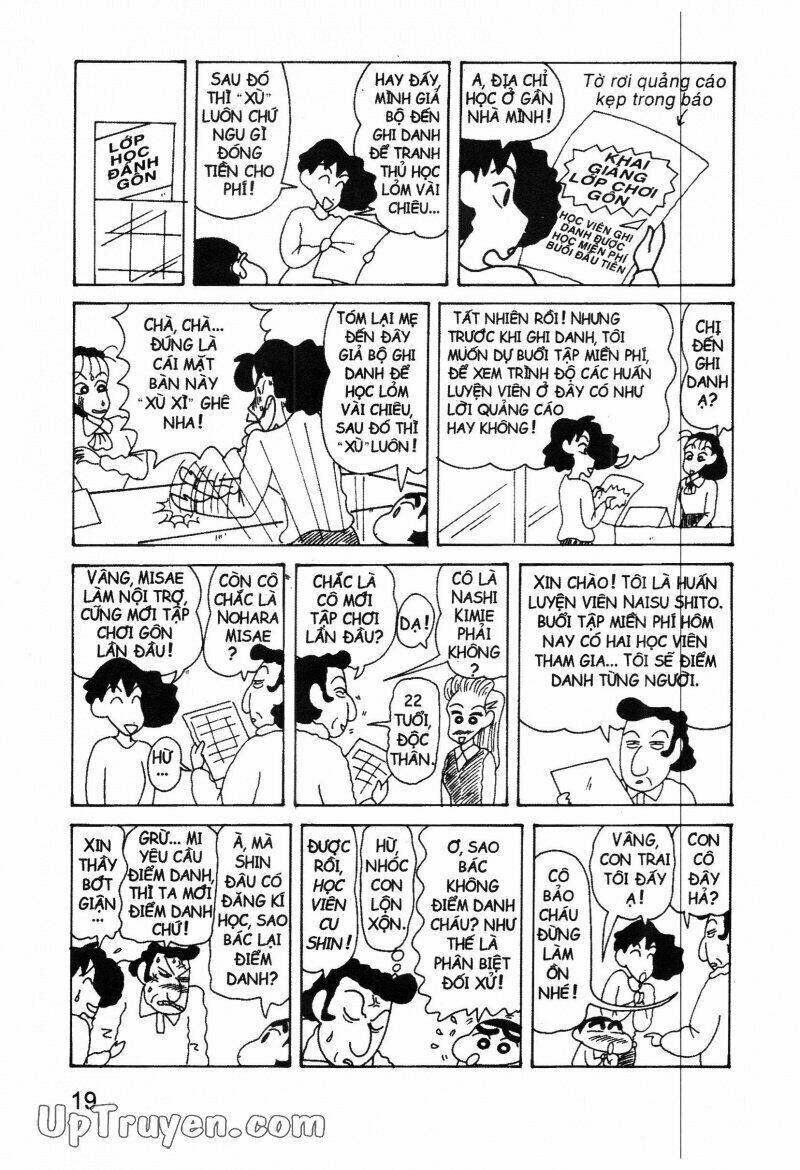 A, ĐỊA CHỈ
HỌC Ở GẦN
NHÀ MÌNH!
Tờ rơi quảng cáo
kẹp trong báo
KHAI
GIẢNG
LỚP CHƠI
GÔN
HỌC VIÊN GHI
DANH ĐƯỢC
HỌC MIỄN PHÍ
BUỔI ĐẦU TIÊN
HAY ĐẤY,
MÌNH GIẢ
BỘ ĐẾN
GHI DANH
ĐỂ TRANH
THỦ HỌC
LỎM VÀI
CHIÊU...
SAU ĐÓ
THÌ "XÙ"
LUÔN CHỨ
NGU GÌ
ĐÓNG
TIỀN CHO
PHÍ!
LỚP
HỌC
ĐÁNH
GÔN
CHỊ
ĐẾN
GHI
DANH
Ạ?
TẤT NHIÊN RỒI! NHƯNG
TRƯỚC KHI GHI DANH, TÔI
MUỐN DỰ BUỔI TẬP MIỄN PHÍ,
ĐỂ XEM TRÌNH ĐỘ CÁC HUẤN
LUYỆN VIÊN Ở ĐÂY CÓ NHƯ
LỜI QUẢNG CÁO
HAY KHÔNG!
TÓM LẠI MẸ
ĐẾN ĐÂY
GIẢ BỘ GHI
DANH ĐỂ
HỌC LỎM
VÀI CHIÊU,
SAU ĐÓ THÌ
"XÙ" LUÔN!
CHÀ, CHÀ...
ĐÚNG LÀ
CÁI MẶT
BÀN NÀY
"XÙ XÌ" GHÊ
NHA!
XIN CHÀO! TÔI LÀ HUẤN
LUYỆN VIÊN NAISU SHITO.
BUỔI TẬP MIỄN PHÍ HÔM
NAY CÓ HAI HỌC VIÊN
THAM GIA... TÔI SẼ ĐIỂM
DANH TỪNG NGƯỜI.
CÔ LÀ
NASHI
KIMIE
PHẢI
KHÔNG
?
DẠ!
CHẮC LÀ
CÔ MỚI
TẬP CHƠI
LẦN ĐẦU?
22
TUỔI,
ĐỘC
THÂN.
CÒN CÔ
CHẮC LÀ
NOHARA
MISAE
?
VÂNG, MISAE
LÀM NỘI TRỢ,
CŨNG MỚI TẬP
CHƠI GÔN
LẦN ĐẦU!
HỪ
...
CON
CÔ
ĐÂY
HẢ?
VÂNG,
CON TRAI
TÔI ĐẤY
Ạ!
CÔ
BẢO
CHÁU
ĐỪNG
LÀM
ỒN
NHÉ!
Ơ, SAO
BÁC
KHÔNG
ĐIỂM DANH
CHÁU? NHƯ
THẾ LÀ
PHÂN BIỆT
ĐỐI XỬ!
HỪ,
NHÓC
CON
LỘN
XỘN.
ĐƯỢC
RỒI,
HỌC
VIÊN
CU
SHIN!
À, MÀ
SHIN
ĐÂU CÓ
ĐĂNG KÍ
HỌC, SAO
BÁC LẠI
ĐIỂM
DANH?
GRỪ... MI
YÊU CẦU
ĐIỂM DANH,
THÌ TA MỚI
ĐIỂM DANH
CHỨ!
XIN
THẦY
BỚT
GIẬN
...
19
UpTruyen.com